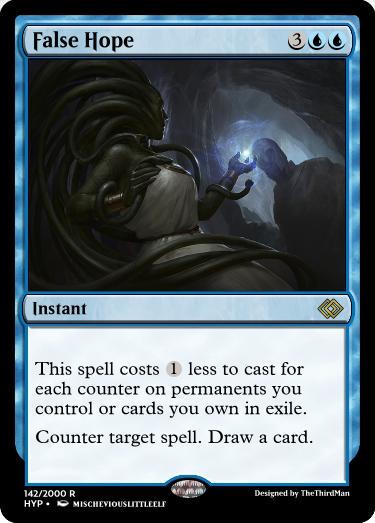 False Hope 3
Instant
This spell costs 1 less to cast for
each counter on permanents you
control or cards you own in exile.
Counter target spell. Draw a card.
142/2000 R
HYP • MISCHEVIOUSLITTLEELF
Designed by TheThirdMan